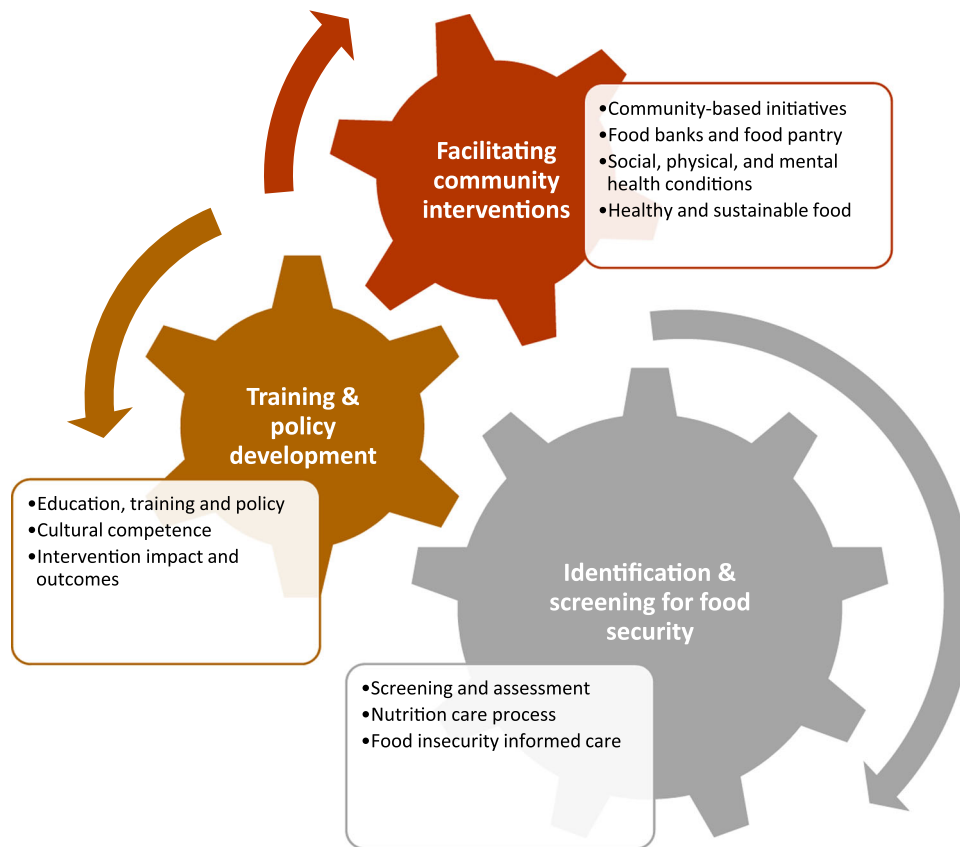 Facilitating
community
interventions
•Community-based initiatives
•Food banks and food pantry
•Social, physical, and mental
health conditions
•Healthy and sustainable food
Training &
policy
development
•Education, training and policy
•Cultural competence
•Intervention impact and
outcomes
Identification &
screening for food
security
•Screening and assessment
•Nutrition care process
•Food insecurity informed care